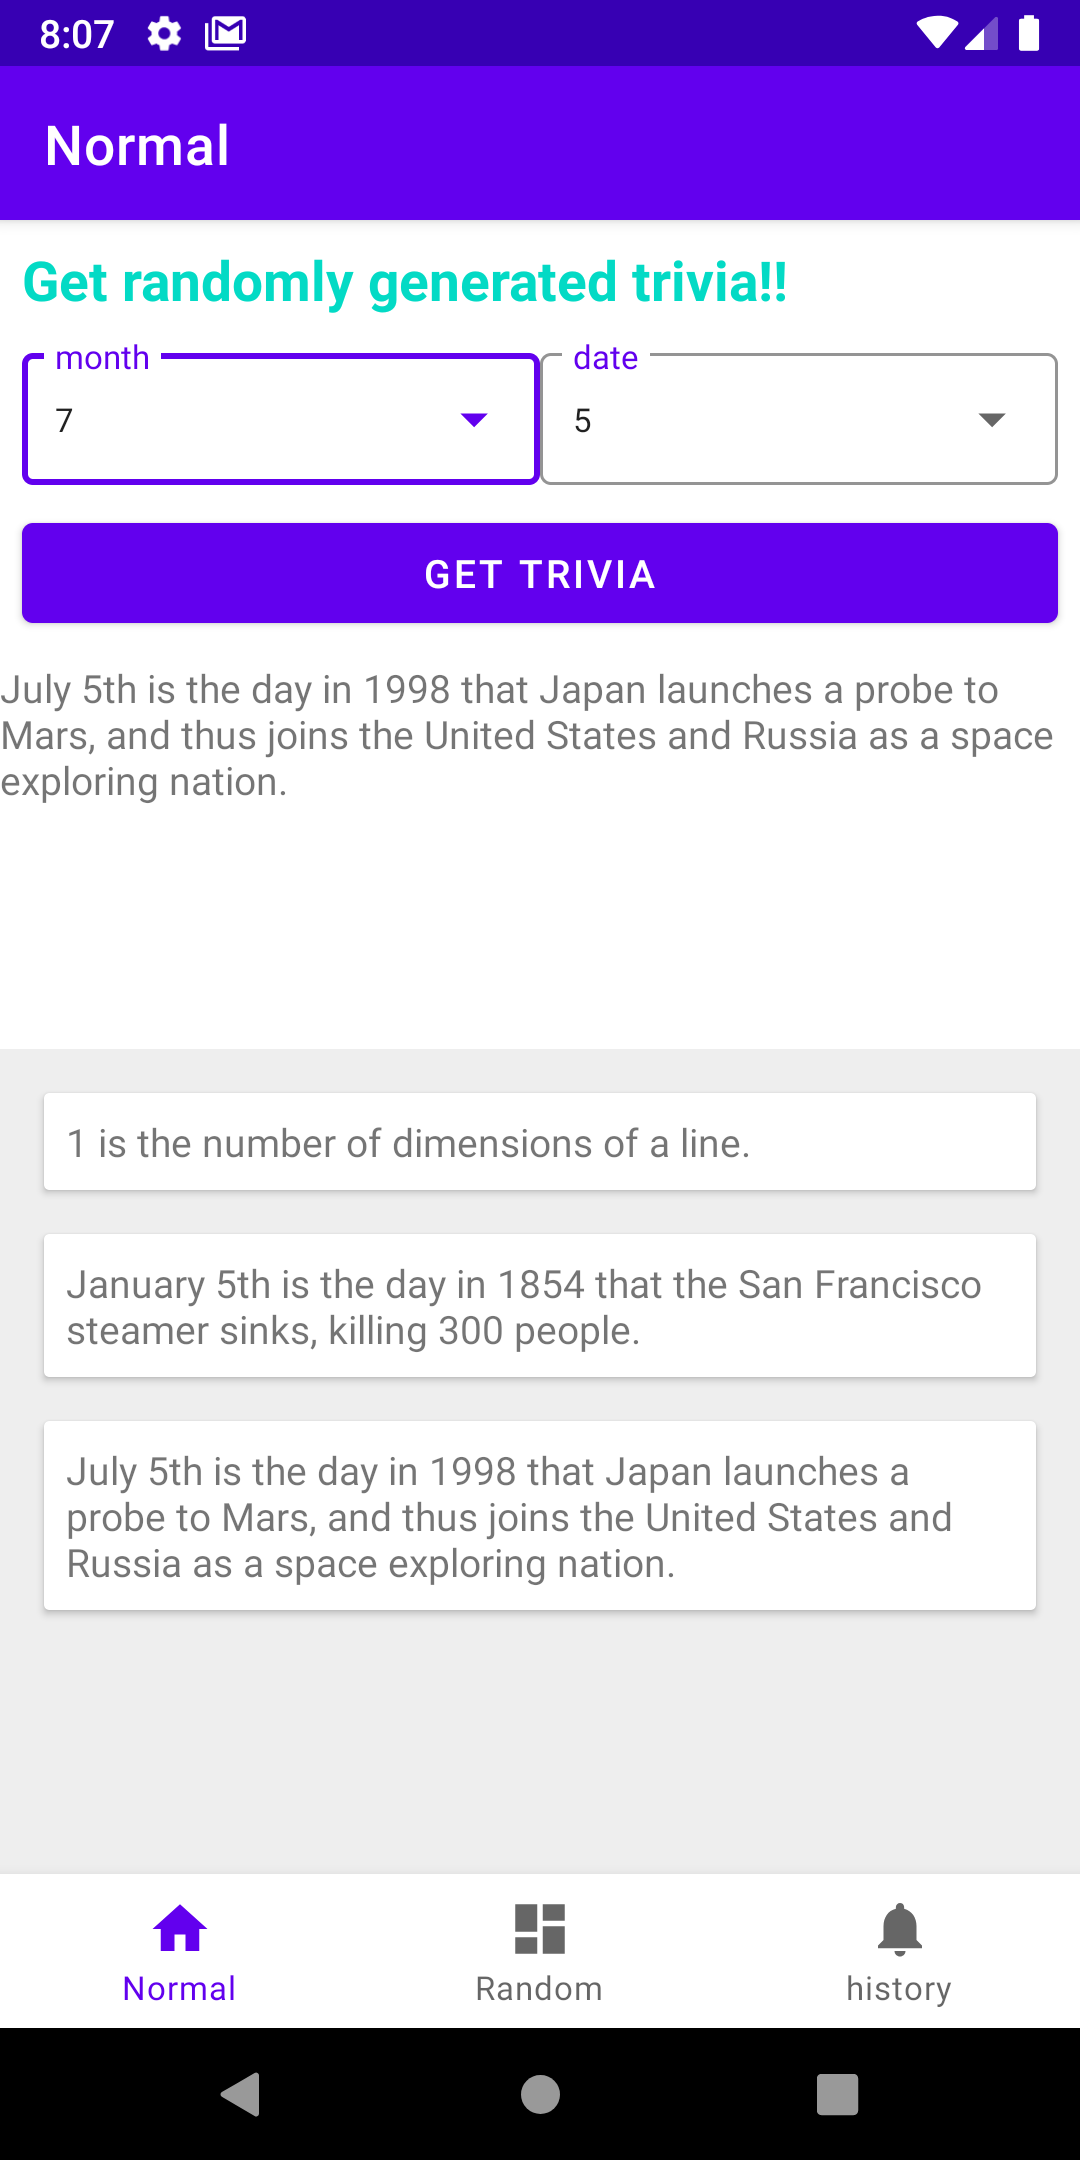 8:07
Normal
Get randomly generated trivia!!
month
date
7
5
GET TRIVIA
July 5th is the day in 1998 that Japan launches a probe to
Mars, and thus joins the United States and Russia as a space
exploring nation.
1 is the number of dimensions of a line.
January 5th is the day in 1854 that the San Francisco
steamer sinks, killing 300 people.
July 5th is the day in 1998 that Japan launches a
probe to Mars, and thus joins the United States and
Russia as a space exploring nation.
Normal
Random
history